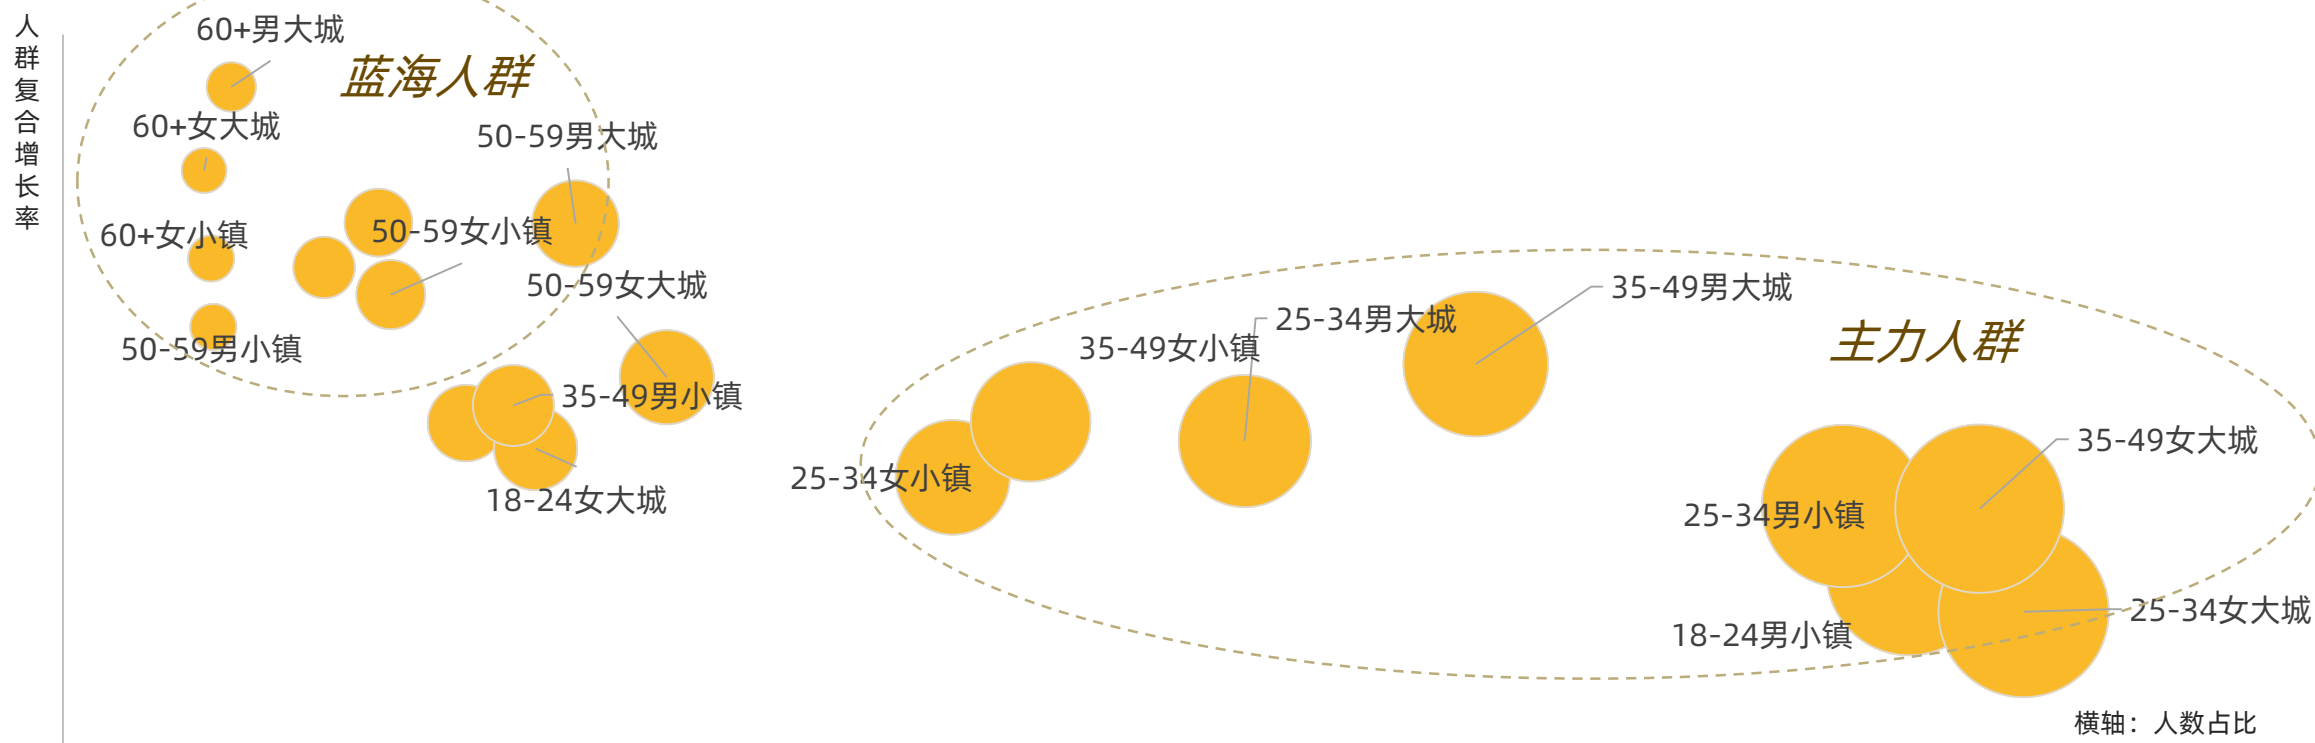 人群复合增长率
60+男大城
蓝海人群
60+女大城
50-59男大城
60+女小镇
50-59女小镇
50-59女大城
50-59男小镇
35-49男小镇
18-24女大城
35-49男大城
25-34男大城
35-49女小镇
主力人群
25-34女小镇
35-49女大城
25-34男小镇
25-34女大城
18-24男小镇
横轴：人数占比